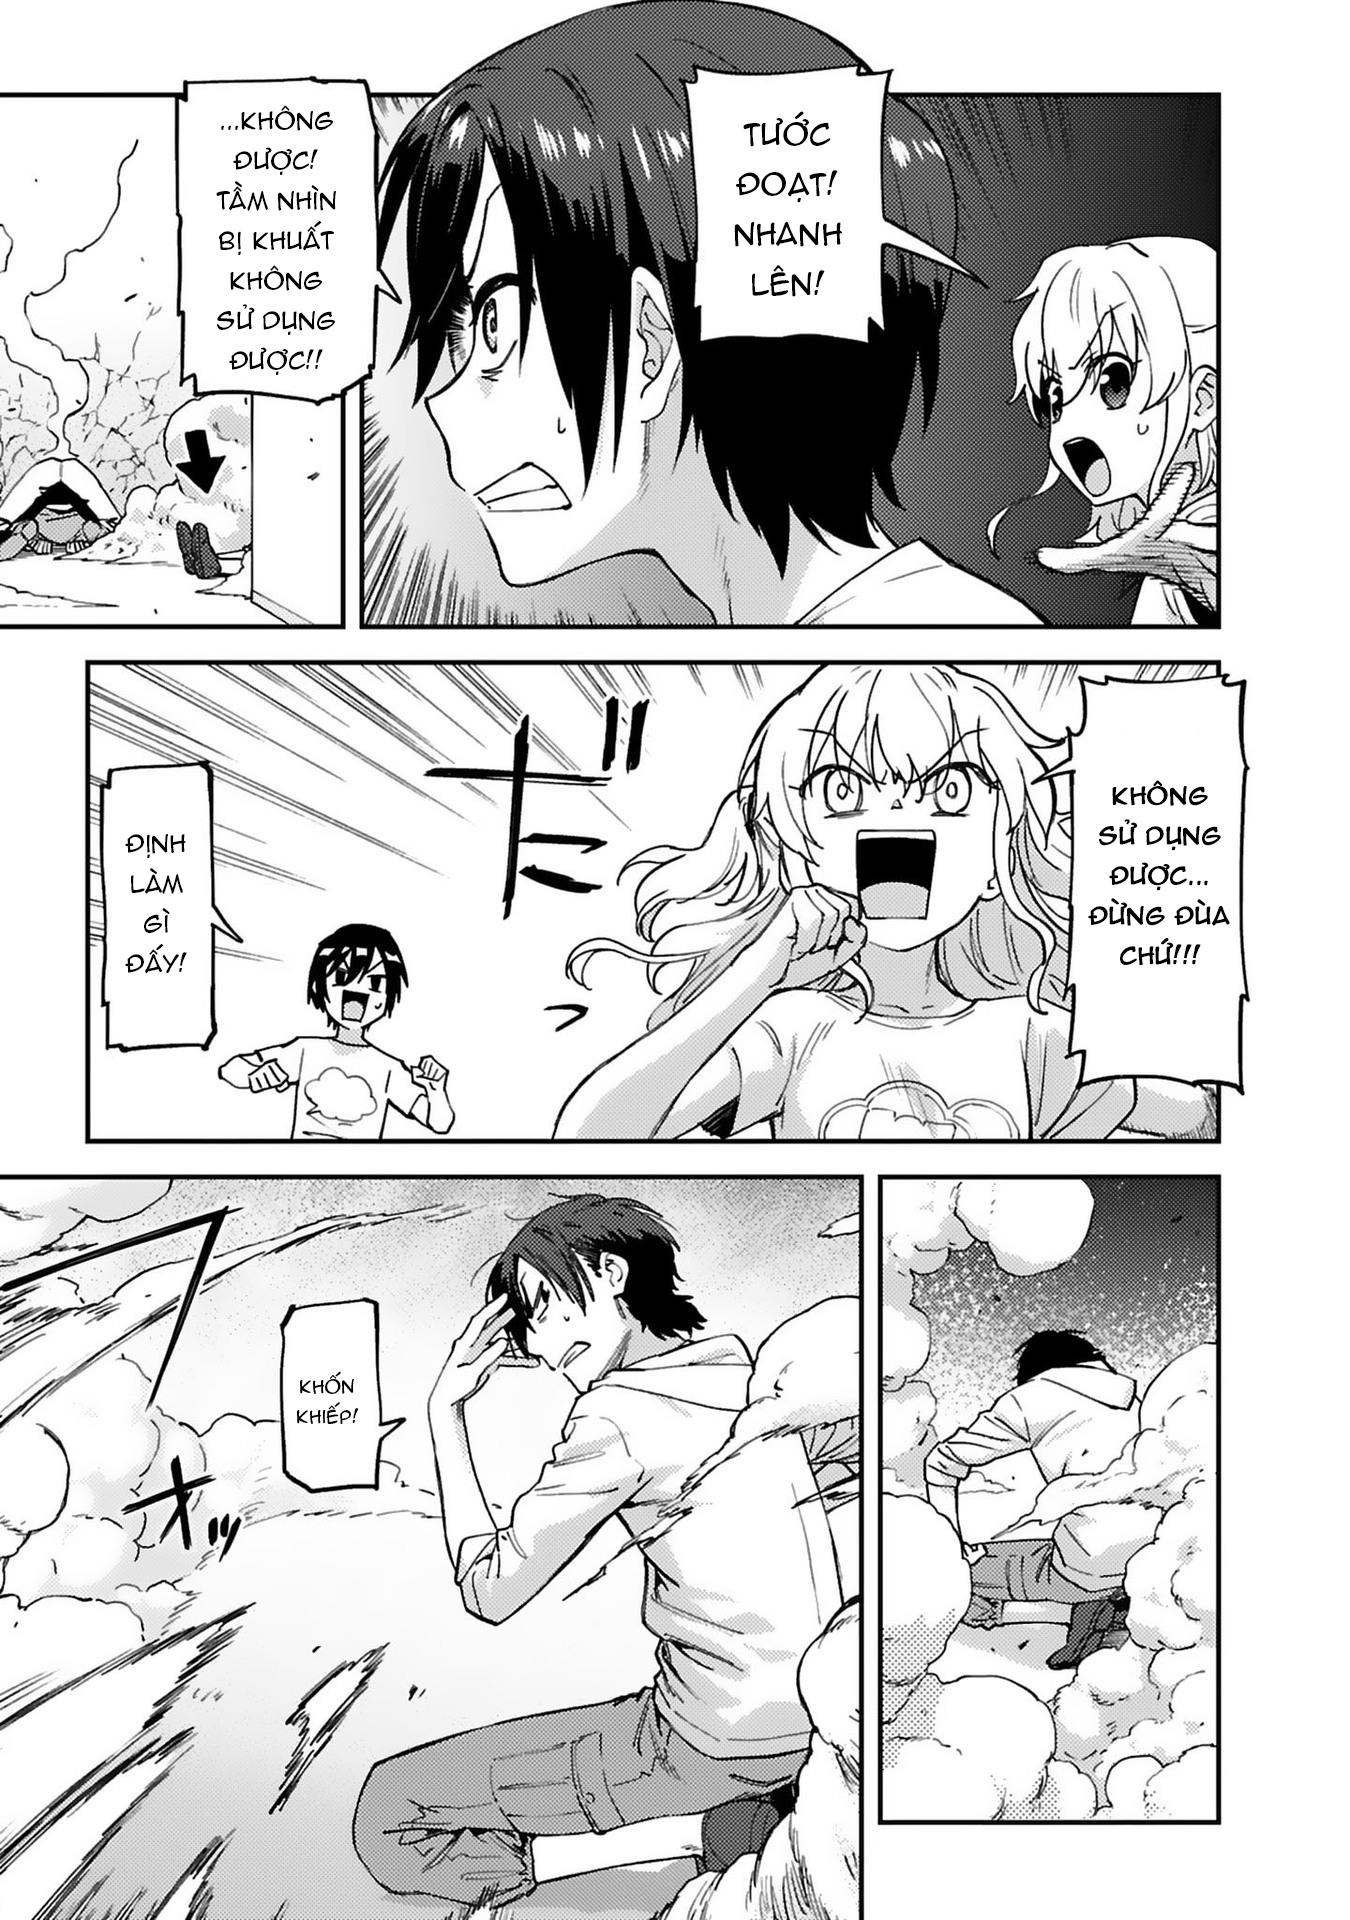 TƯỚC
ĐOẠT!
NHANH
LÊN!
...KHÔNG
ĐƯỢC!
TẦM NHÌN
BỊ KHUẤT
KHÔNG
SỬ DỤNG
ĐƯỢC!!
KHÔNG
SỬ DỤNG
ĐƯỢC...
ĐỪNG ĐÙA
CHỨ!!!
ĐỊNH
LÀM
GÌ
ĐẤY!
KHỐN
KHIẾP!